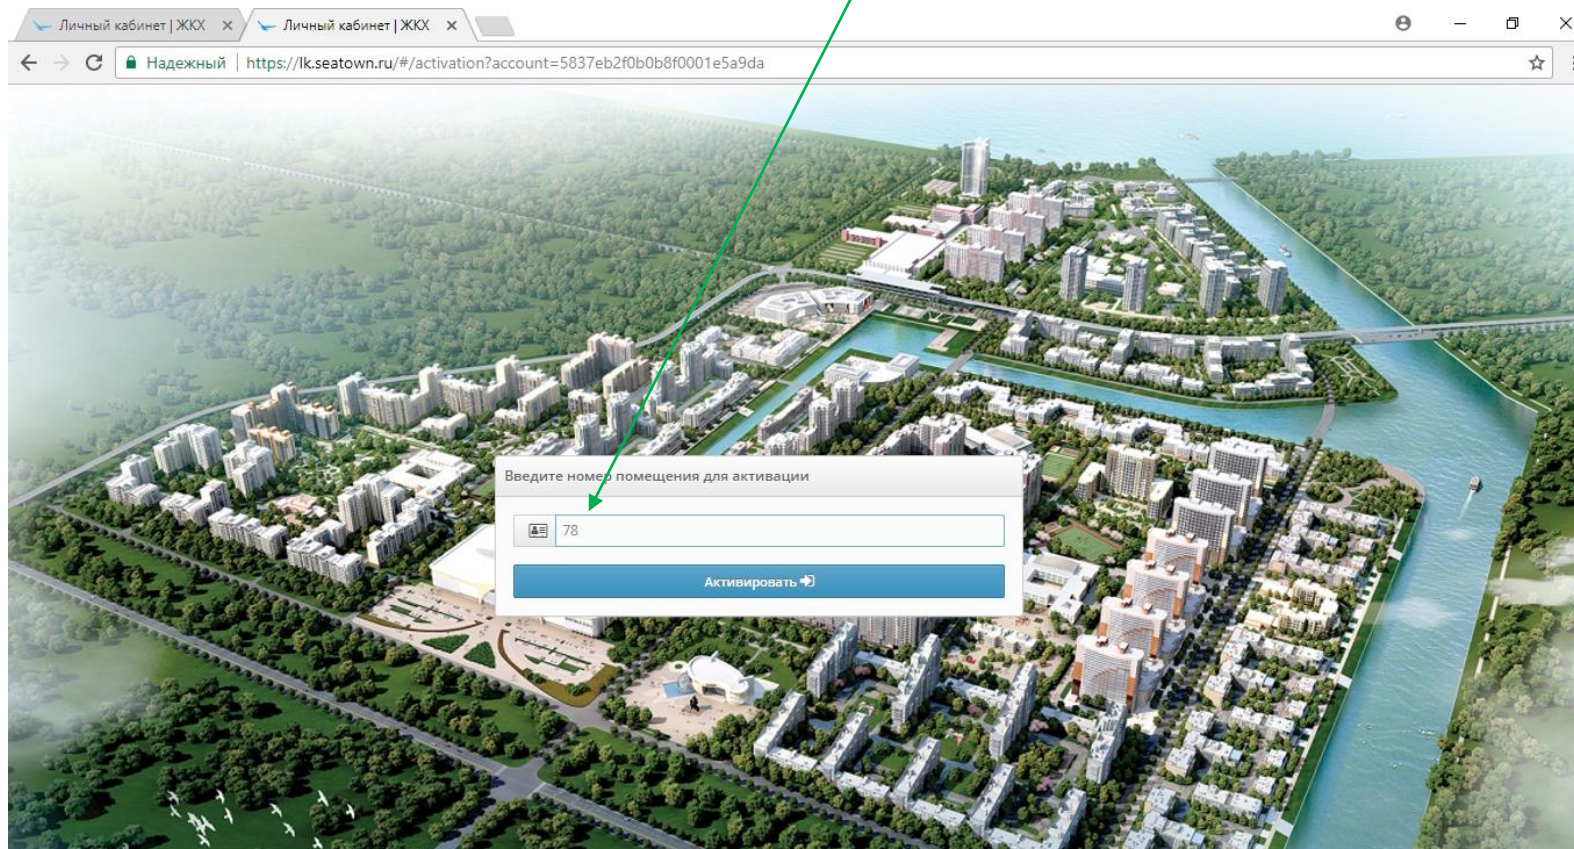 Личный кабинет | ЖКХ
Личный кабинет | ЖКХ
Надежный
https://lk.seatown.ru/#/activation?account=5837eb2f0b0b8f0001e5a9da
Введите номер помещения для активации
78
Активировать